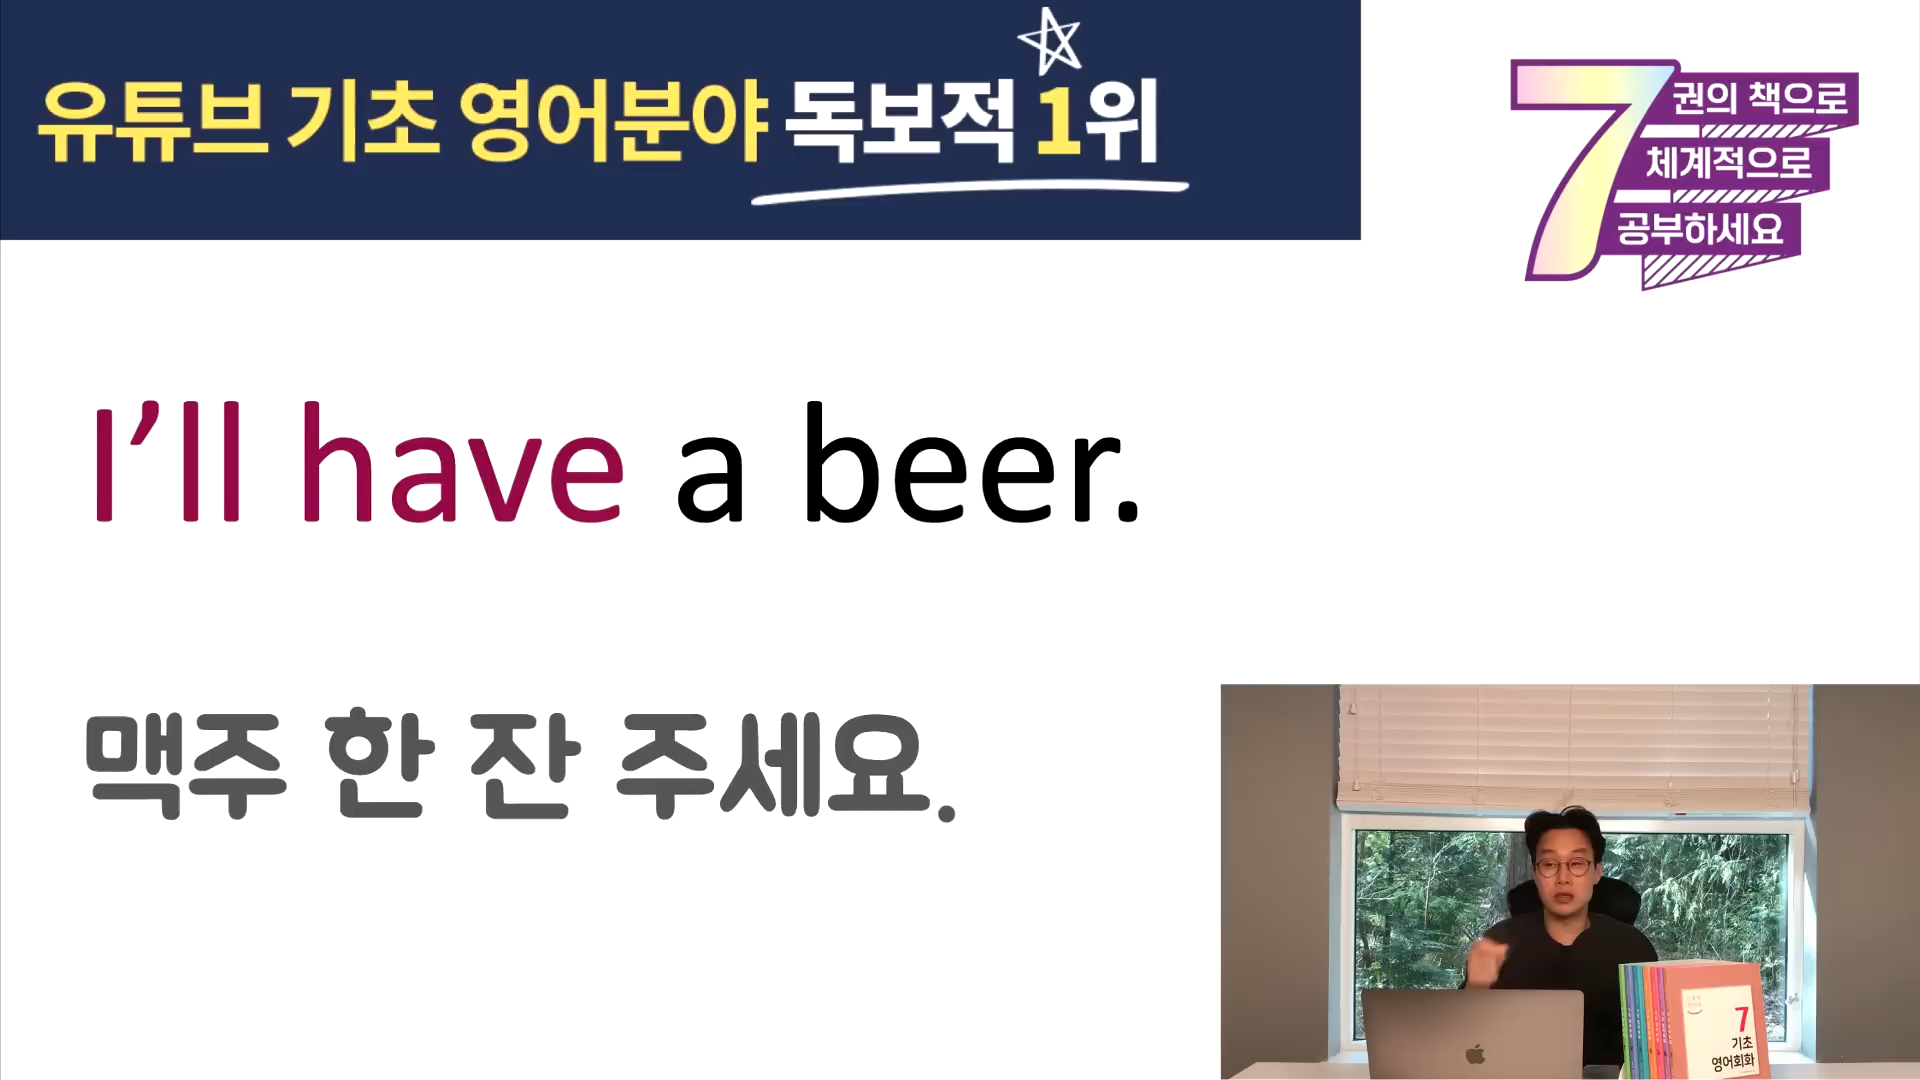 유튜브 기초 영어분야 독보적 1위
7
권의 책으로
체계적으로
공부하세요
I’ll have a beer.
맥주 한 잔 주세요.
7
기초
영어회화